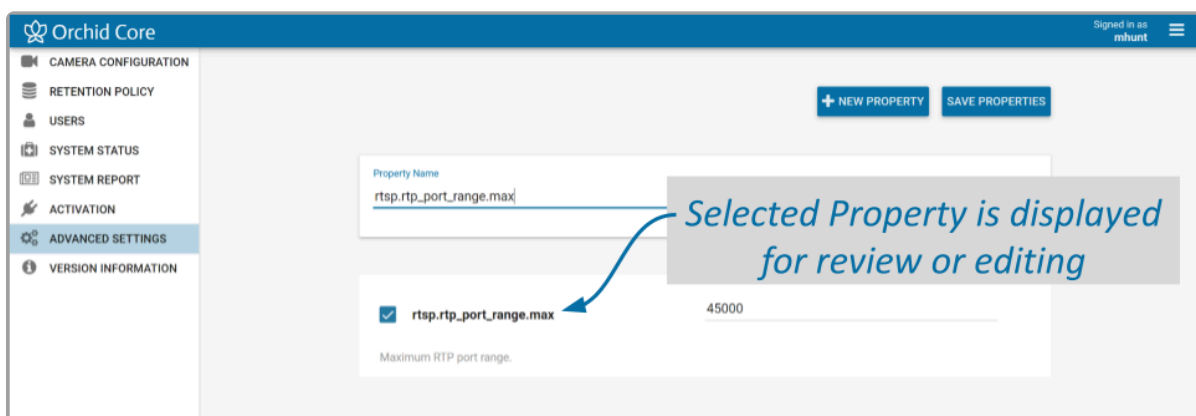 Orchid Core
Signed in as
mhunt
CAMERA CONFIGURATION
RETENTION POLICY
USERS
SYSTEM STATUS
SYSTEM REPORT
ACTIVATION
ADVANCED SETTINGS
VERSION INFORMATION
NEW PROPERTY
SAVE PROPERTIES
Property Name
rtsp.rtp_port_range.max
Selected Property is displayed
for review or editing
rtsp.rtp_port_range.max
45000
Maximum RTP port range.